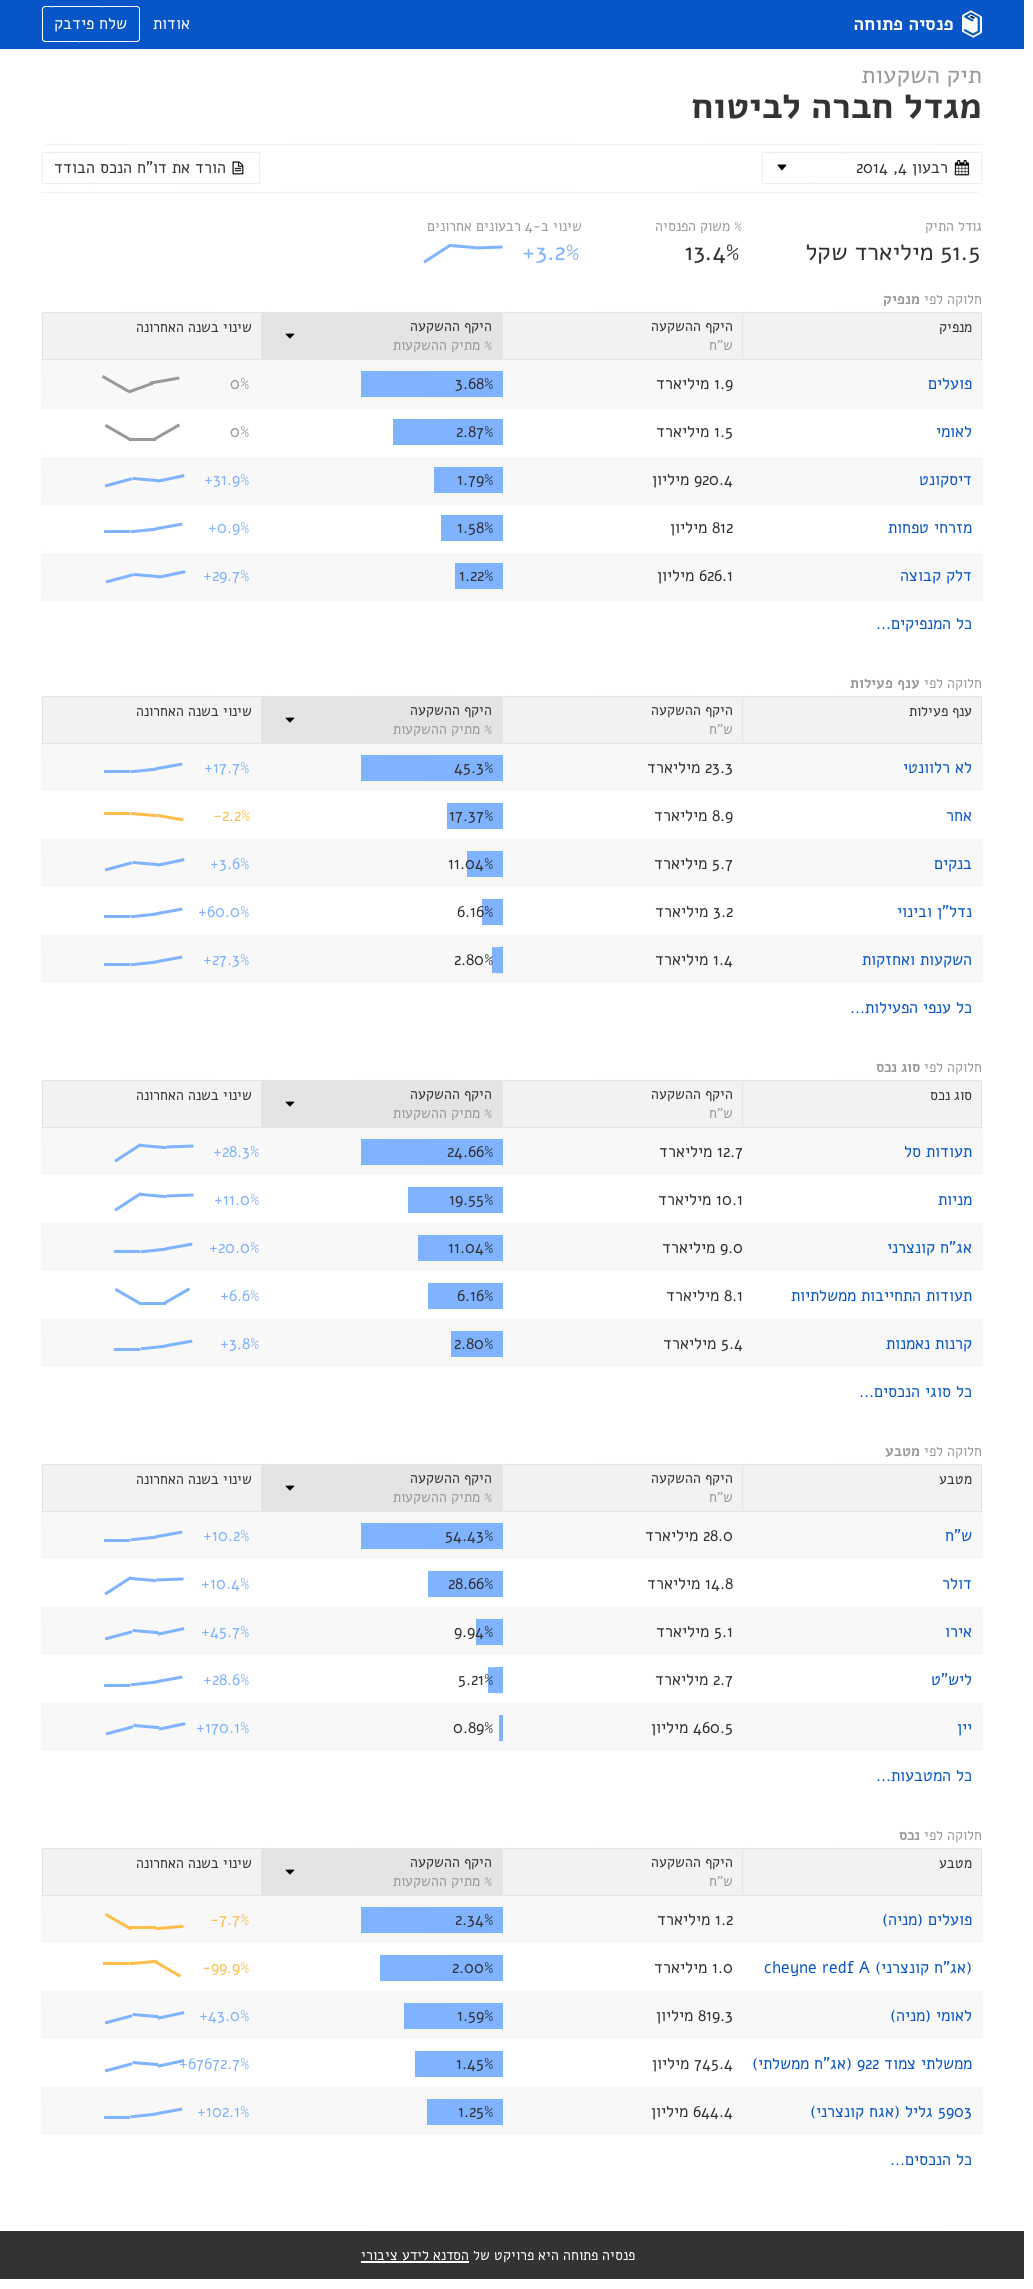 פנסיה פתוחה אודות שלח פידבק
תיק השקעות
מגדל חברה לביטוח
רבעון 4, 2014 הורד את דו"ח הנכס הבודד
גודל התיק % משוק הפנסיה שינוי ב-4 רבעונים אחרונים
51.5 מיליארד שקל 13.4% +3.2%
חלוקה לפי מנפיק
מנפיק היקף ההשקעה היקף ההשקעה שינוי בשנה האחרונה
ש"ח % מתיק ההשקעות
פועלים 1.9 מיליארד 3.68% 0%
לאומי 1.5 מיליארד 2.87% 0%
דיסקונט 920.4 מיליון 1.79% +31.9%
מזרחי טפחות 812 מיליון 1.58% +0.9%
דלק קבוצה 626.1 מיליון 1.22% +29.7%
כל המנפיקים...
חלוקה לפי ענף פעילות
ענף פעילות היקף ההשקעה היקף ההשקעה שינוי בשנה האחרונה
ש"ח % מתיק ההשקעות
לא רלוונטי 23.3 מיליארד 45.3% +17.7%
אחר 8.9 מיליארד 17.37% -2.2%
בנקים 5.7 מיליארד 11.04% +3.6%
נדל"ן ובינוי 3.2 מיליארד 6.16% +60.0%
השקעות ואחזקות 1.4 מיליארד 2.80% +27.3%
כל ענפי הפעילות...
חלוקה לפי סוג נכס
סוג נכס היקף ההשקעה היקף ההשקעה שינוי בשנה האחרונה
ש"ח % מתיק ההשקעות
תעודות סל 12.7 מיליארד 24.66% +28.3%
מניות 10.1 מיליארד 19.55% +11.0%
אג"ח קונצרני 9.0 מיליארד 11.04% +20.0%
תעודות התחייבות ממשלתיות 8.1 מיליארד 6.16% +6.6%
קרנות נאמנות 5.4 מיליארד 2.80% +3.8%
כל סוגי הנכסים...
חלוקה לפי מטבע
מטבע היקף ההשקעה היקף ההשקעה שינוי בשנה האחרונה
ש"ח % מתיק ההשקעות
ש"ח 28.0 מיליארד 54.43% +10.2%
דולר 14.8 מיליארד 28.66% +10.4%
אירו 5.1 מיליארד 9.94% +45.7%
ליש"ט 2.7 מיליארד 5.21% +28.6%
יין 460.5 מיליון 0.89% +170.1%
כל המטבעות...
חלוקה לפי נכס
מטבע היקף ההשקעה היקף ההשקעה שינוי בשנה האחרונה
ש"ח % מתיק ההשקעות
פועלים (מניה) 1.2 מיליארד 2.34% -7.7%
(אג"ח קונצרני) cheyne redf A 1.0 מיליארד 2.00% -99.9%
לאומי (מניה) 819.3 מיליון 1.59% +43.0%
ממשלתי צמוד 922 (אג"ח ממשלתי) 745.4 מיליון 1.45% +67672.7%
5903 גליל (אגח קונצרני) 644.4 מיליון 1.25% +102.1%
כל הנכסים...
פנסיה פתוחה היא פרויקט של הסדנא לידע ציבורי